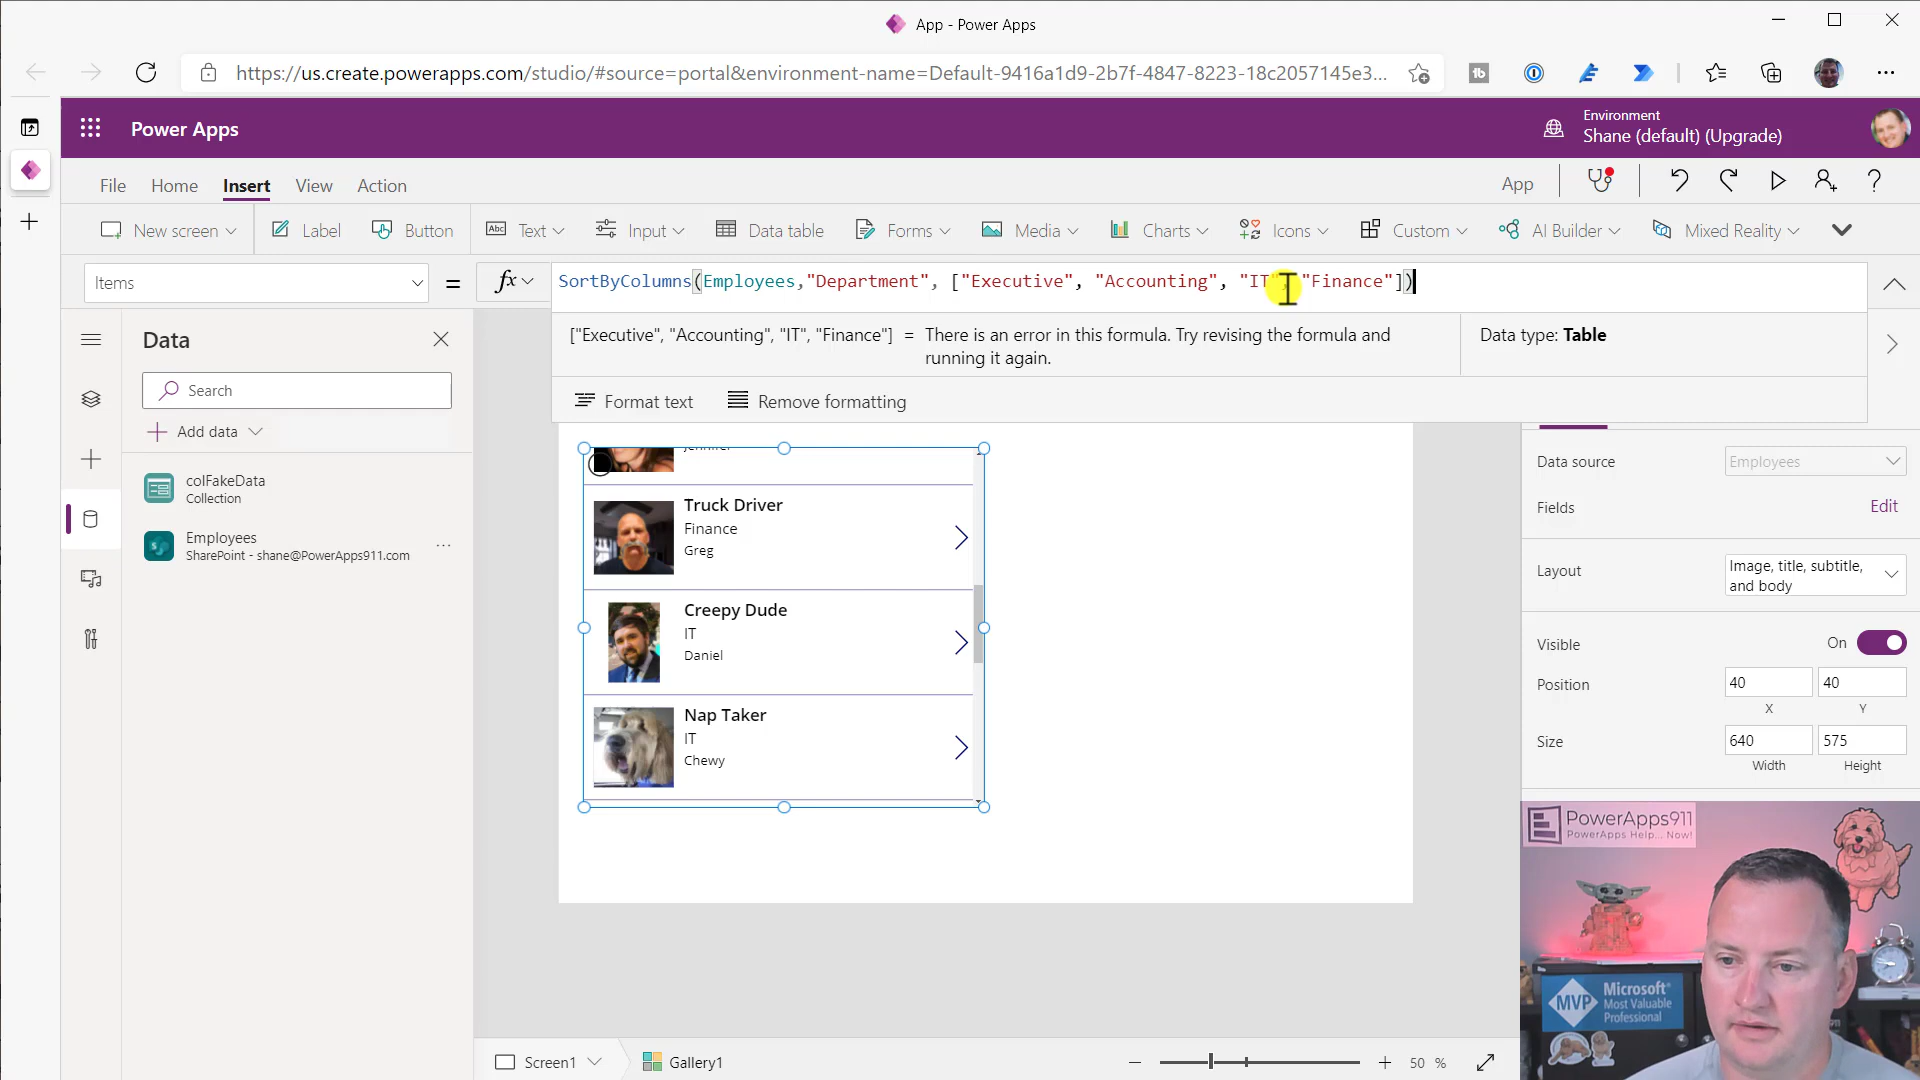 App - Power Apps
https://us.create.powerapps.com/studio/#source=portal&environment-name=Default-9416a1d9-2b7f-4847-8223-18c2057145e3...
Power Apps
Environment
Shane (default) (Upgrade)
File Home Insert View Action
App
New screen
Label
Button
Abc Text
Input
Data table
Forms
Media
Charts
Icons
Custom
AI Builder
Mixed Reality
Items
=
fx
SortByColumns(Employees,"Department", ["Executive", "Accounting", "IT", "Finance"])
["Executive", "Accounting", "IT", "Finance"] = There is an error in this formula. Try revising the formula and
running it again.
Data type: Table
Format text
Remove formatting
Data
Search
Add data
colFakeData
Collection
Employees
SharePoint - shane@PowerApps911.com
Truck Driver
Finance
Greg
Creepy Dude
IT
Daniel
Nap Taker
IT
Chewy
Data source
Employees
Fields
Edit
Layout
Image, title, subtitle,
and body
Visible
On
Position
40
40
X
Y
Size
640
575
Width
Height
PowerApps911
PowerApps Help... Now!
MVP
Microsoft
Most Valuable
Professional
Screen1
Gallery1
50 %